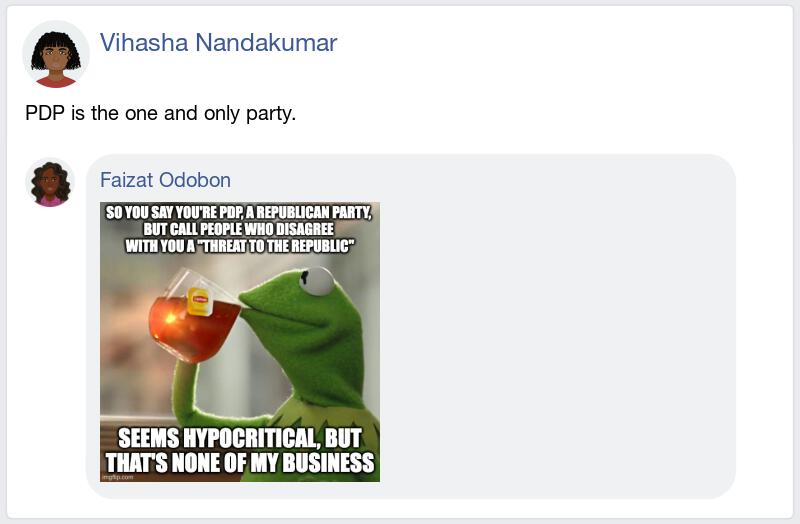 Vihasha Nandakumar
PDP is the one and only party.
Faizat Odobon
SO YOU SAY YOU'RE PDP, A REPUBLICAN PARTY,
BUT CALL PEOPLE WHO DISAGREE
WITH YOU A "THREAT TO THE REPUBLIC"
Lipton
SEEMS HYPOCRITICAL, BUT
THAT'S NONE OF MY BUSINESS
imgflip.com